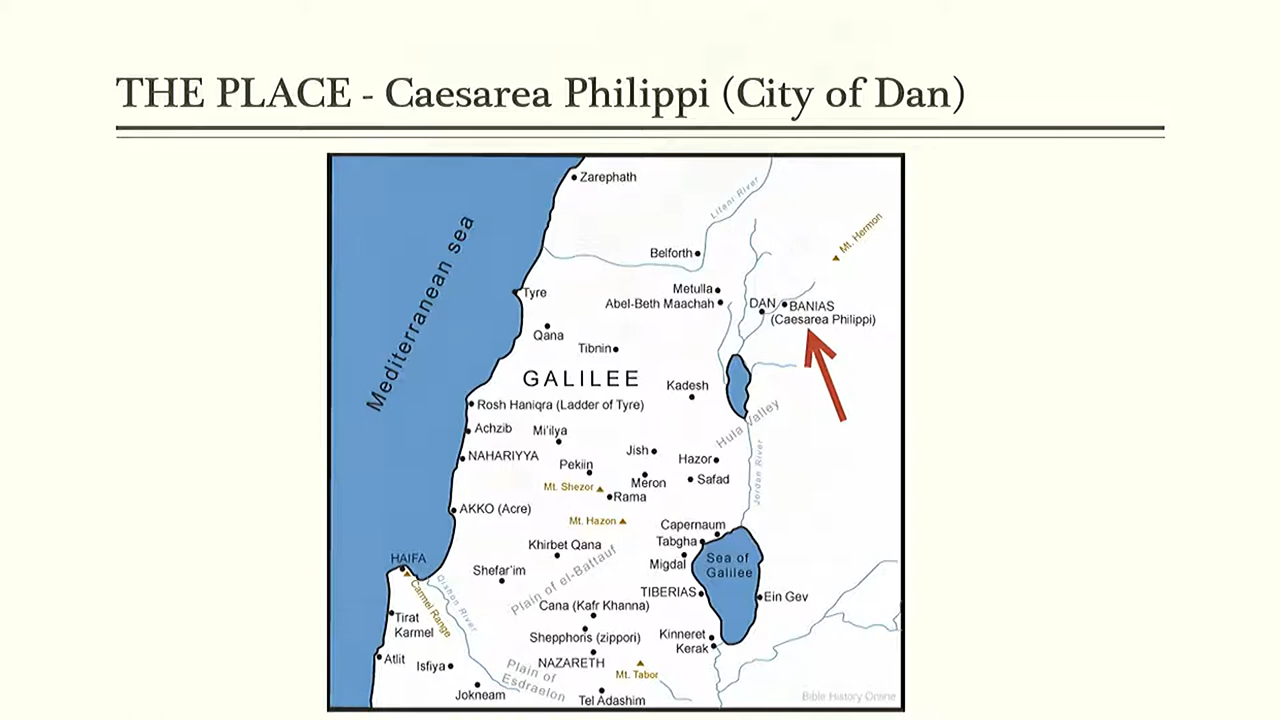 THE PLACE - Caesarea Philippi (City of Dan)
Zarephath
Litani River
Mt. Hermon
Mediterranean sea
Belforth
Metulla
Abel-Beth Maachah
Tyre
DAN
BANIAS
(Caesarea Philippi)
Qana
Tibnin
GALILEE
Kadesh
Rosh Haniqra (Ladder of Tyre)
Hula Valley
Achzib
Mi'ilya
NAHARIYYA
Jish
Hazor
Pekiin
Meron
Safad
Jordan River
Mt. Shezor
Rama
AKKO (Acre)
Mt. Hazon
Capernaum
Tabgha
Khirbet Qana
HAIFA
Migdal
Sea of
Galilee
Shefar'im
Plain of el-Battauf
Qishon River
Carmel Range
TIBERIAS
Ein Gev
Cana (Kafr Khanna)
Tirat
Karmel
Shepphoris (zippori)
Kinneret
Kerak
Atlit
Isfiya
NAZARETH
Plain of
Esdraelon
Mt. Tabor
Jokneam
Tel Adashim
Bible History Online